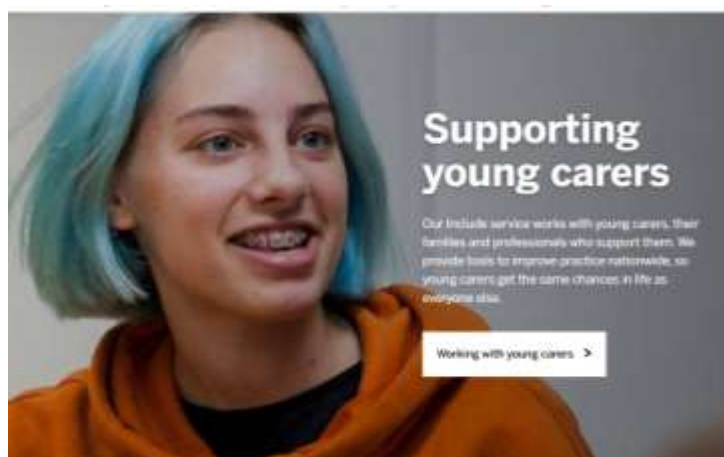 Supporting
young carers
Our Include service works with young carers, their
families and professionals who support them. We
provide tools to improve practice nationwide, so
young carers get the same chances in life as
everyone else.
Working with young carers >